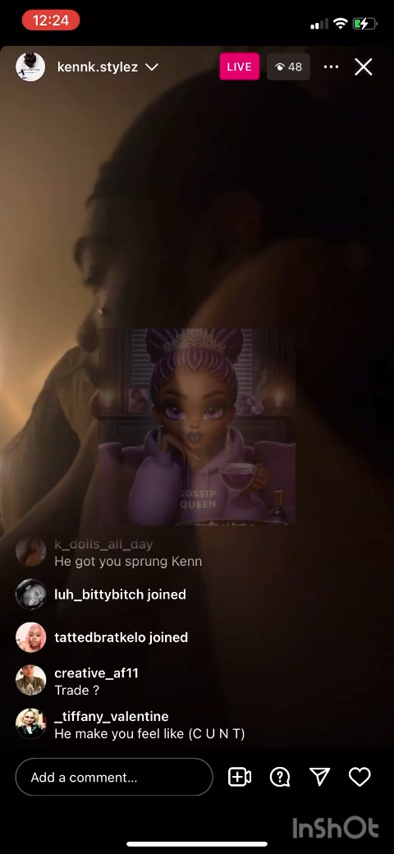 12:24
kennk.stylez
LIVE
48
GOSSIP
QUEEN
k_dolls_all_day
He got you sprung Kenn
luh_bittybitch joined
tattedbratkelo joined
creative_af11
Trade ?
_tiffany_valentine
He make you feel like (C U N T)
Add a comment...
InShOt